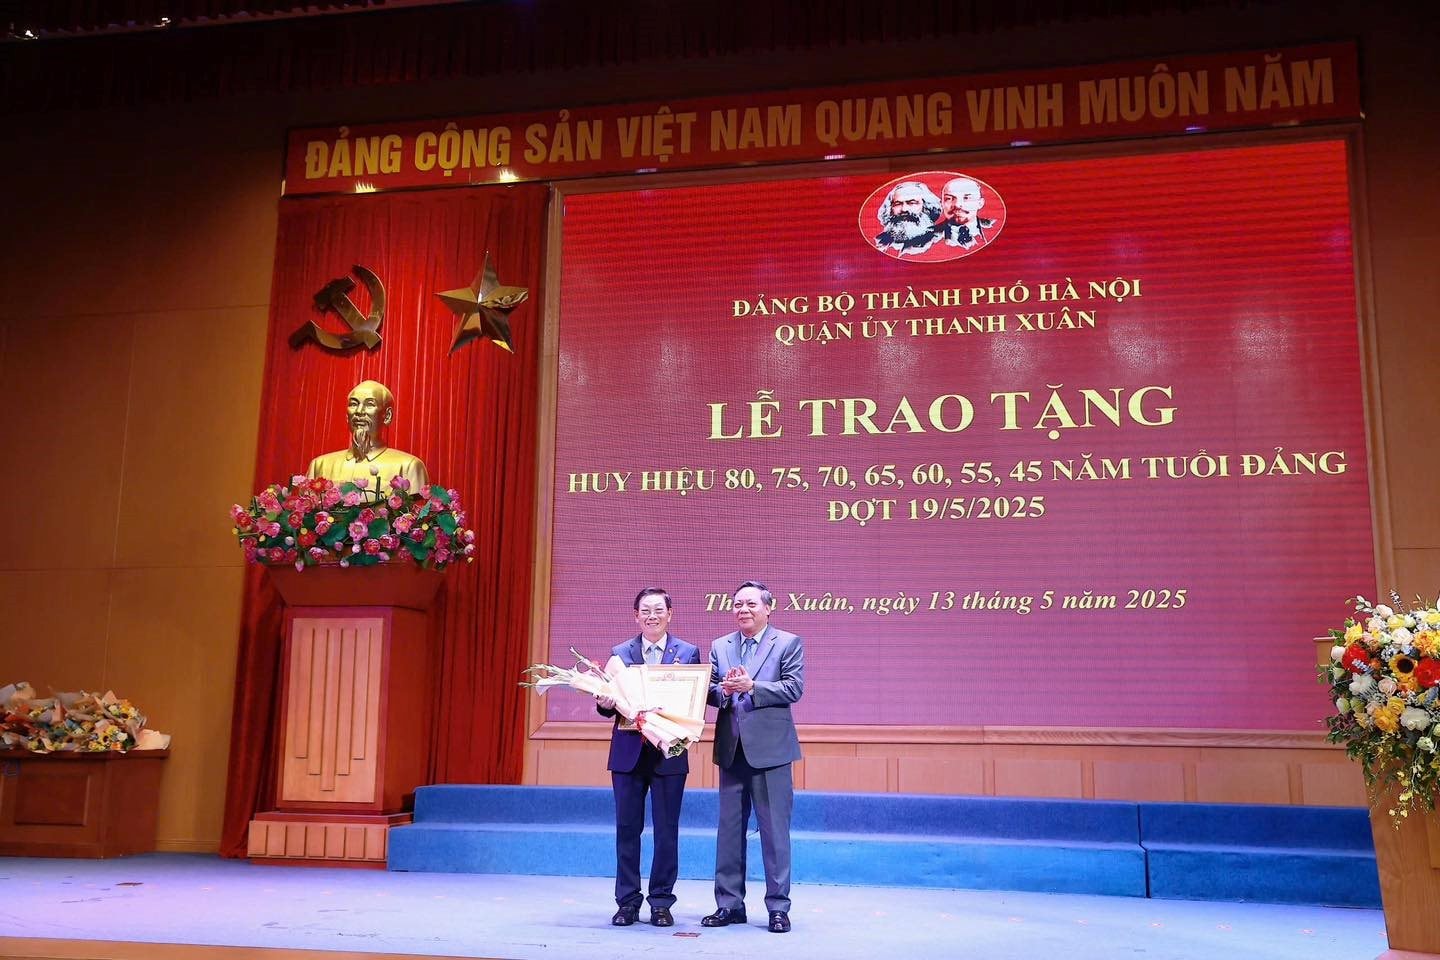 ĐẢNG CỘNG SẢN VIỆT NAM QUANG VINH MUÔN NĂM
ĐẢNG BỘ THÀNH PHỐ HÀ NỘI
QUẬN ỦY THANH XUÂN
LỄ TRAO TẶNG
HUY HIỆU 80, 75, 70, 65, 60, 55, 45 NĂM TUỔI ĐẢNG
ĐỢT 19/5/2025
Xuân, ngày 13 tháng 5 năm 2025